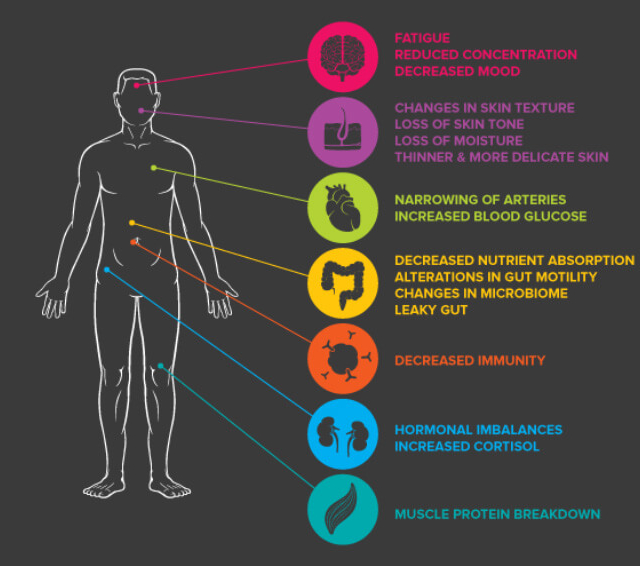 FATIGUE
REDUCED CONCENTRATION
DECREASED MOOD
CHANGES IN SKIN TEXTURE
LOSS OF SKIN TONE
LOSS OF MOISTURE
THINNER & MORE DELICATE SKIN
NARROWING OF ARTERIES
INCREASED BLOOD GLUCOSE
DECREASED NUTRIENT ABSORPTION
ALTERATIONS IN GUT MOTILITY
CHANGES IN MICROBIOME
LEAKY GUT
DECREASED IMMUNITY
HORMONAL IMBALANCES
INCREASED CORTISOL
MUSCLE PROTEIN BREAKDOWN